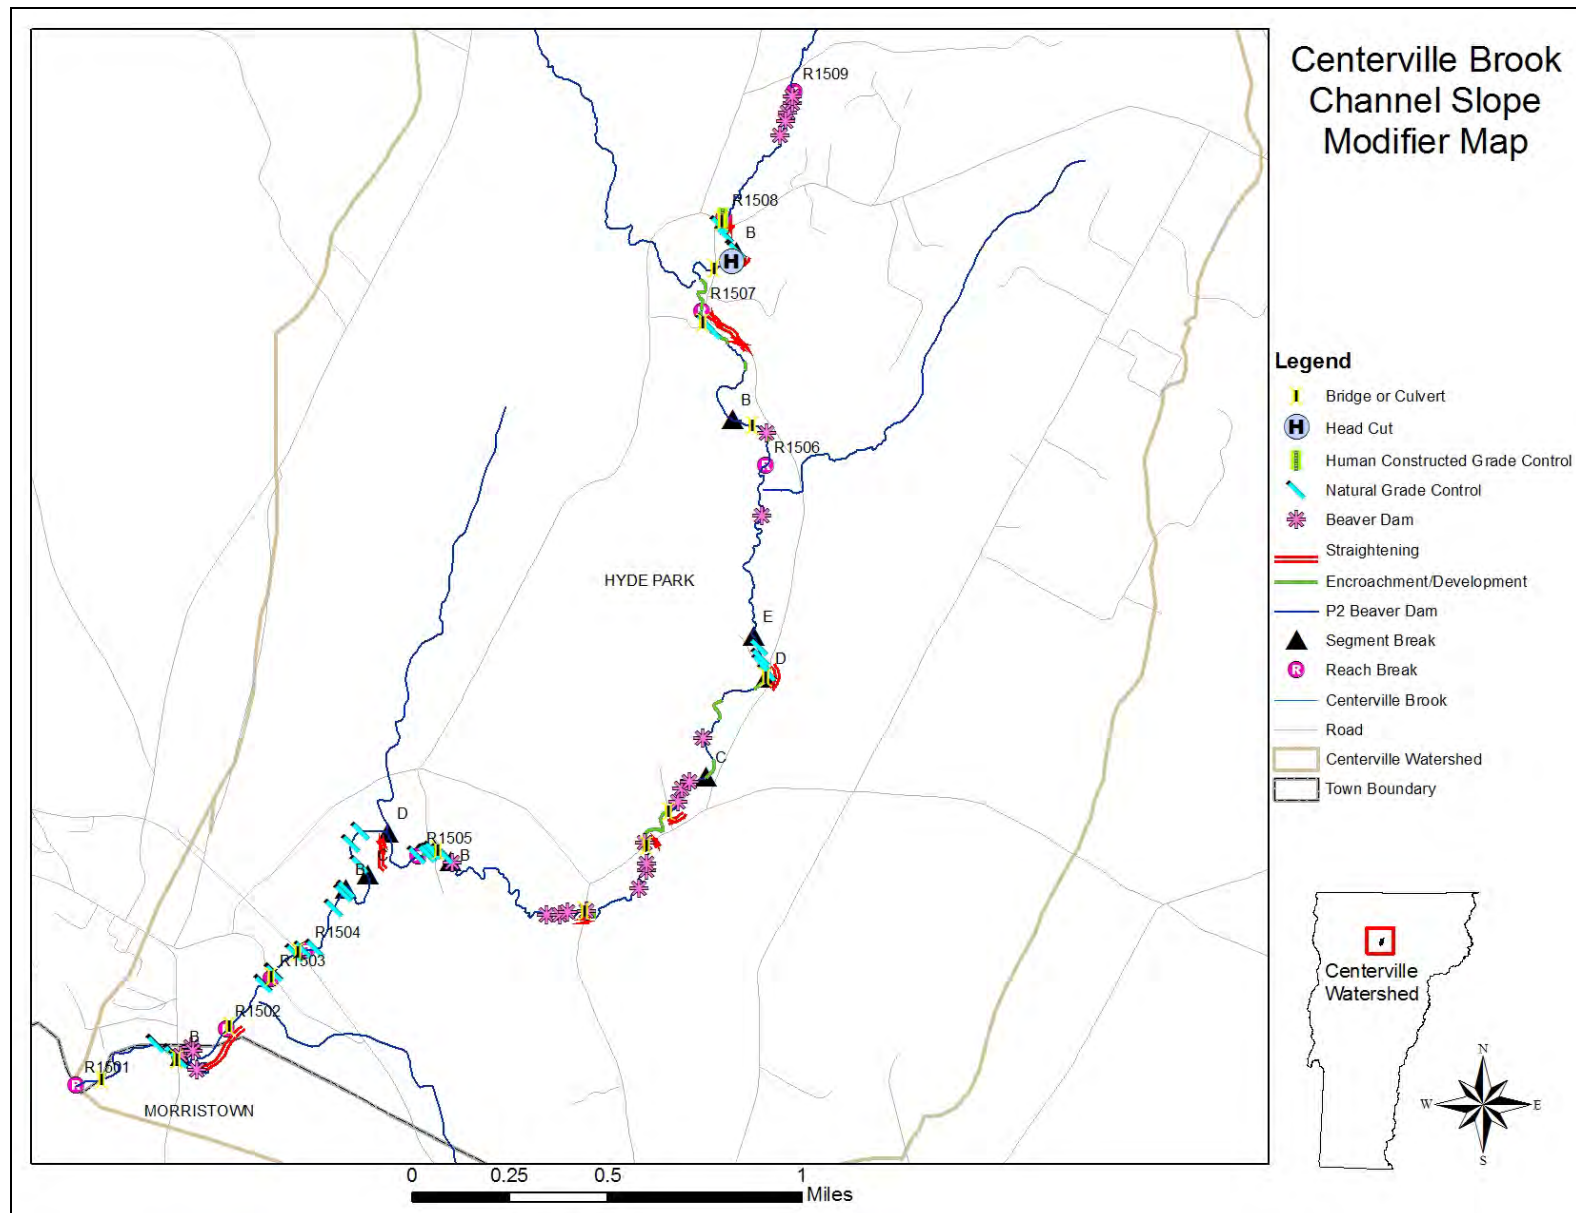 Centerville Brook
Channel Slope
Modifier Map
R1509
R1508
B
H
R1507
B
R1506
HYDE PARK
E
D
C
D
R1505
C
B
B
R1504
R1503
R1502
B
R1501
MORRISTOWN
Legend
I Bridge or Culvert
H Head Cut
Human Constructed Grade Control
Natural Grade Control
Beaver Dam
Straightening
Encroachment/Development
P2 Beaver Dam
Segment Break
R Reach Break
Centerville Brook
Road
Centerville Watershed
Town Boundary
Centerville
Watershed
N
W E
S
0 0.25 0.5 1
Miles